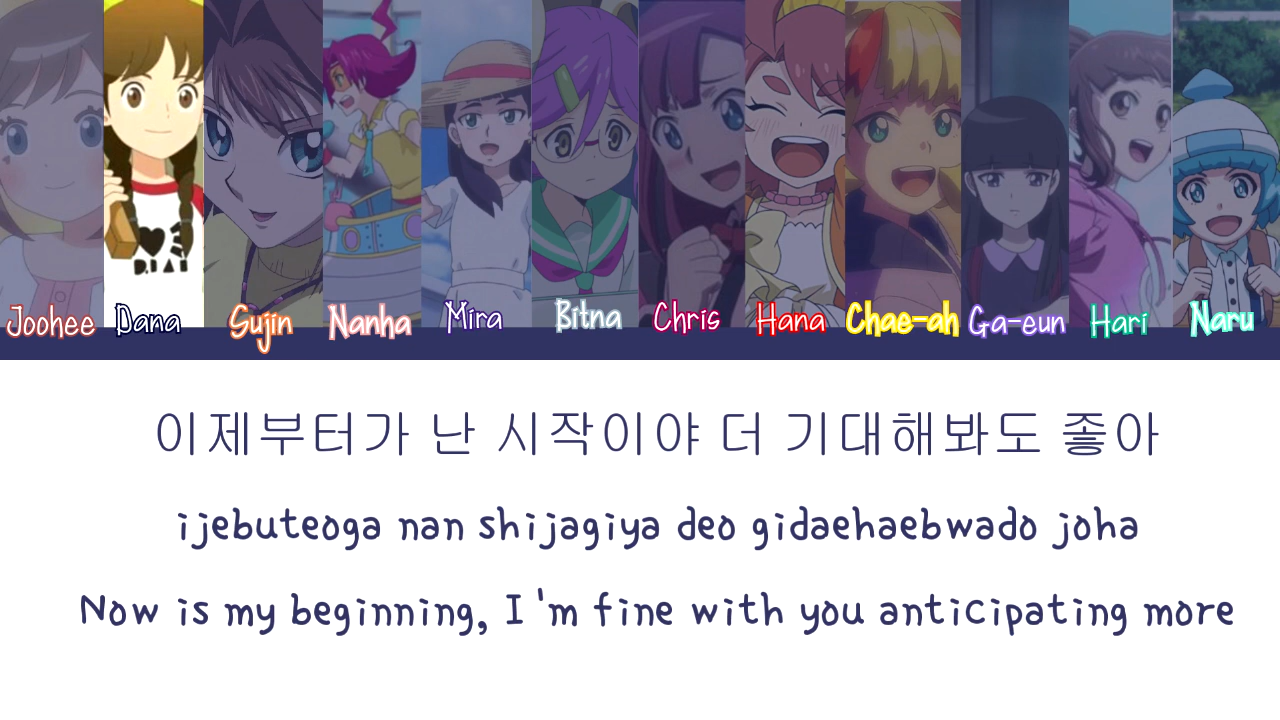 Joohee Dana Sujin Nanha Mira Bitna Chris Hana Chae-ah Ga-eun Hari Naru
이제부터가 난 시작이야 더 기대해봐도 좋아
ijebuteoga nan shijagiya deo gidaehaebwado joha
Now is my beginning, I 'm fine with you anticipating more